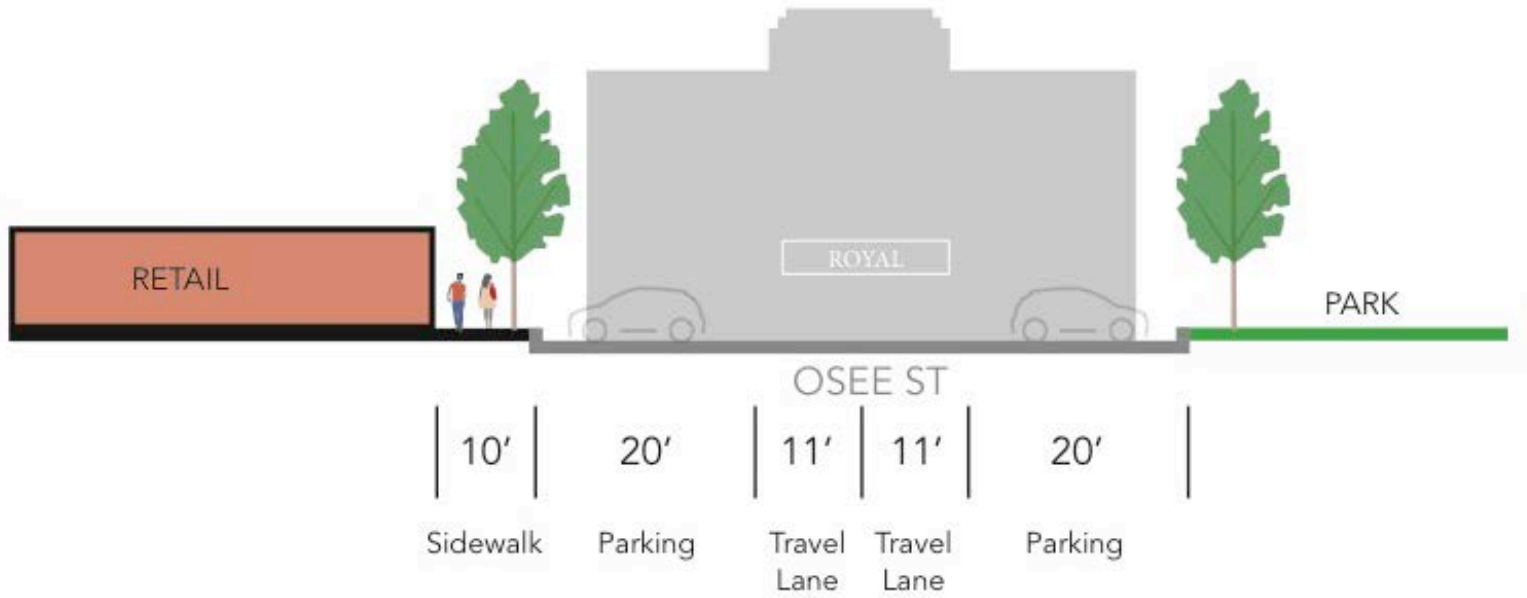 ROYAL
RETAIL
PARK
OSEE ST
10′ 20′ 11′ 11′ 20′
Sidewalk Parking Travel Travel Parking
Lane Lane